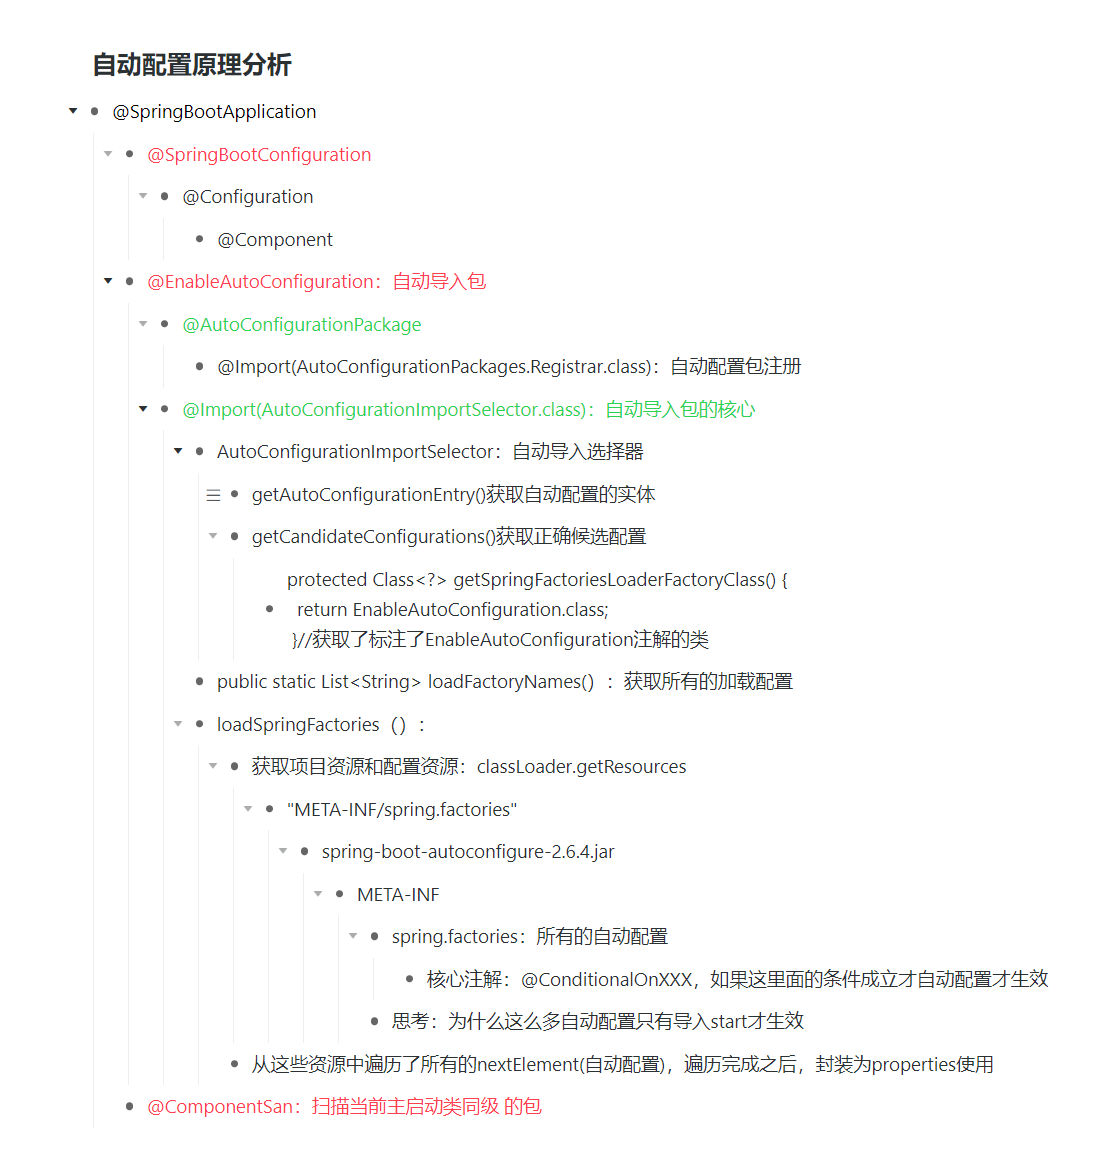 自动配置原理分析
@SpringBootApplication
@SpringBootConfiguration
@Configuration
@Component
@EnableAutoConfiguration：自动导入包
@AutoConfigurationPackage
@Import(AutoConfigurationPackages.Registrar.class)：自动配置包注册
@Import(AutoConfigurationImportSelector.class)：自动导入包的核心
AutoConfigurationImportSelector：自动导入选择器
getAutoConfigurationEntry()获取自动配置的实体
getCandidateConfigurations()获取正确候选配置
protected Class<?> getSpringFactoriesLoaderFactoryClass() {
return EnableAutoConfiguration.class;
}//获取了标注了EnableAutoConfiguration注解的类
public static List<String> loadFactoryNames() ：获取所有的加载配置
loadSpringFactories（）：
获取项目资源和配置资源：classLoader.getResources
"META-INF/spring.factories"
spring-boot-autoconfigure-2.6.4.jar
META-INF
spring.factories：所有的自动配置
核心注解：@ConditionalOnXXX，如果这里面的条件成立才自动配置才生效
思考：为什么这么多自动配置只有导入start才生效
从这些资源中遍历了所有的nextElement(自动配置)，遍历完成之后，封装为properties使用
@ComponentSan：扫描当前主启动类同级 的包